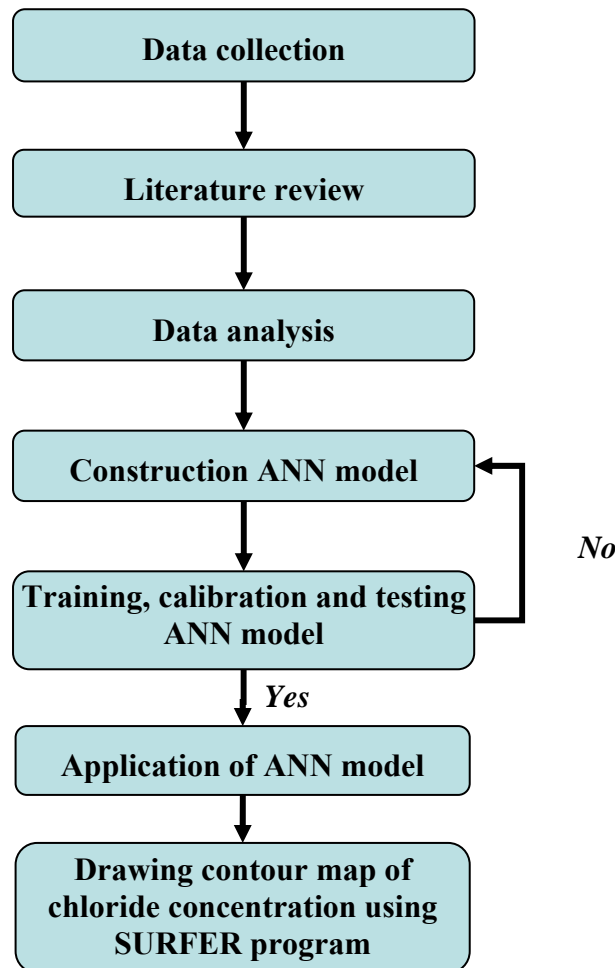 Data collection
Literature review
Data analysis
Construction ANN model
No
Training, calibration and testing
ANN model
Yes
Application of ANN model
Drawing contour map of
chloride concentration using
SURFER program